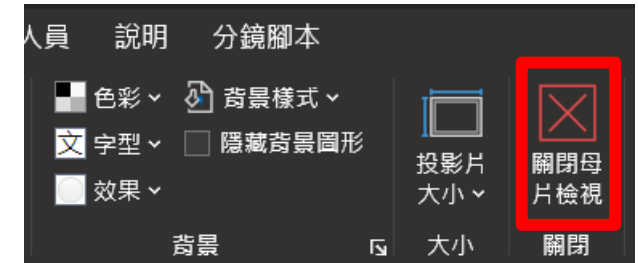 人員 說明 分鏡腳本
色彩 背景樣式
文 字型 隱藏背景圖形
效果
投影片
大小
關閉母
片檢視
背景 大小 關閉